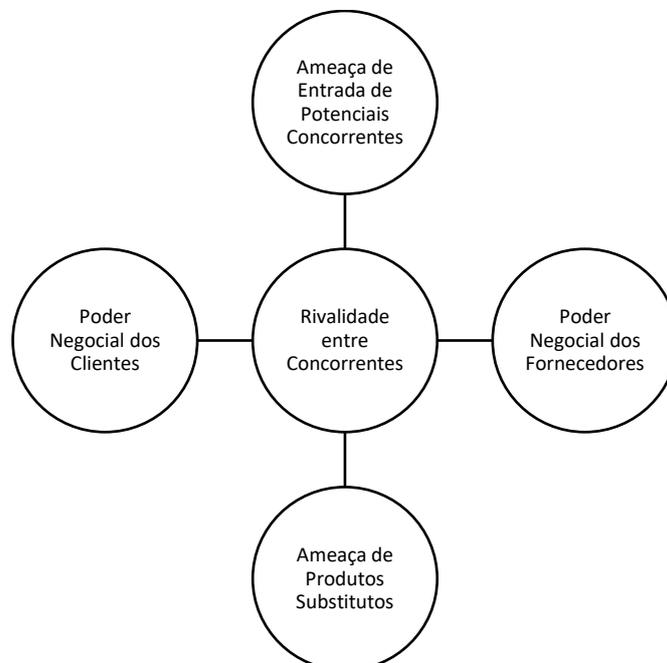 Ameaça de
Entrada de
Potenciais
Concorrentes
Poder
Negocial dos
Clientes
Rivalidade
entre
Concorrentes
Poder
Negocial dos
Fornecedores
Ameaça de
Produtos
Substitutos